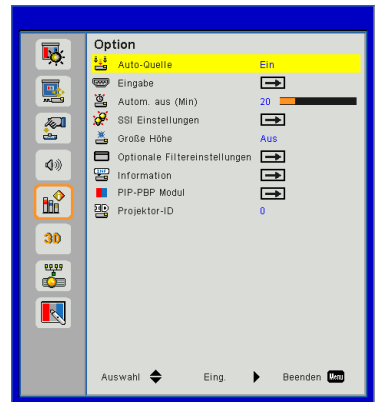 Option
Auto-Quelle Ein
Eingabe
Autom. aus (Min) 20
SSI Einstellungen
Große Höhe Aus
Optionale Filtereinstellungen
Information
PIP-PBP Modul
Projektor-ID 0
3D
Auswahl Eing. Beenden Menu